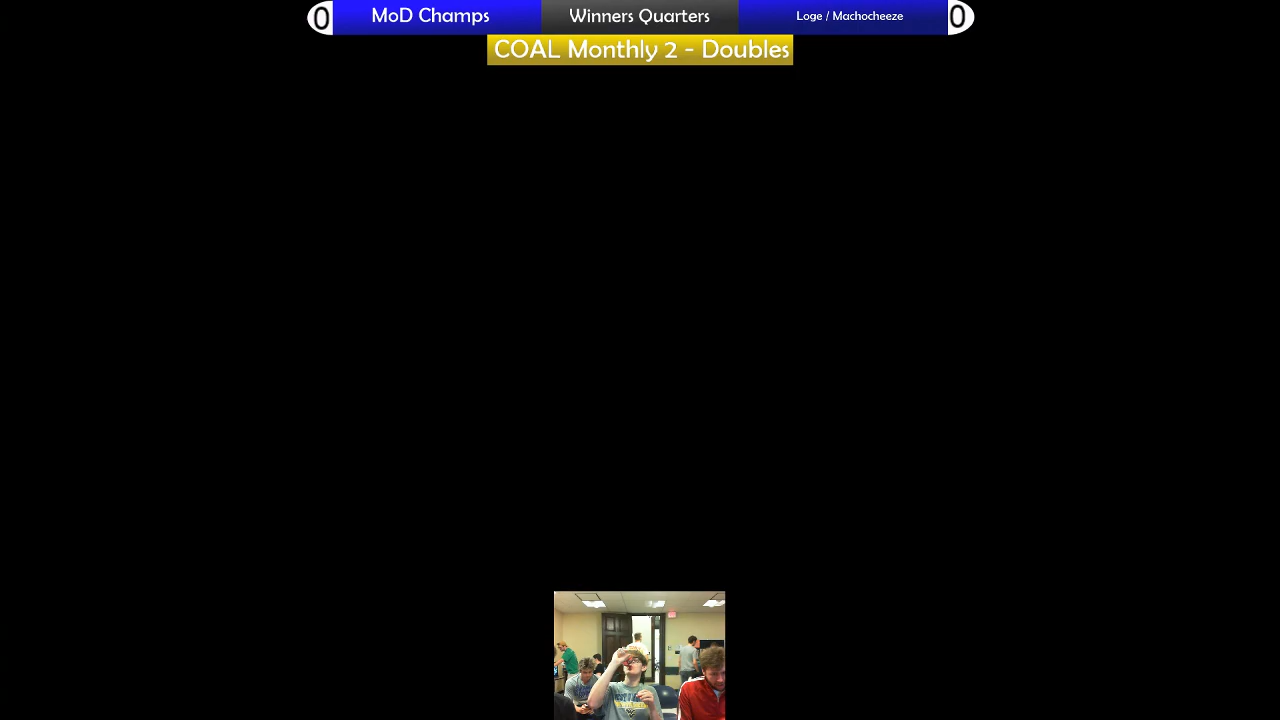 0 MoD Champs Winners Quarters Loge / Machocheeze 0
COAL Monthly 2 - Doubles